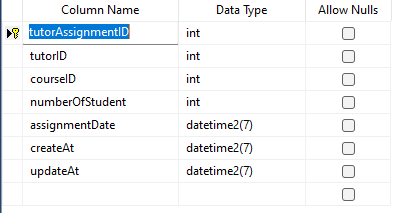 Column Name Data Type Allow Nulls
tutorAssignmentID int
tutorID int
courseID int
numberOfStudent int
assignmentDate datetime2(7)
createAt datetime2(7)
updateAt datetime2(7)